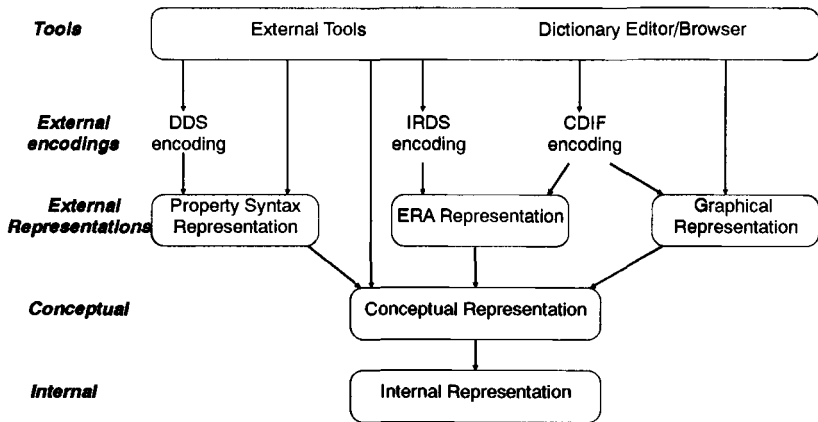 Tools
External Tools
Dictionary Editor/Browser
External
encodings
DDS
encoding
IRDS
encoding
CDIF
encoding
External
Representations
Property Syntax
Representation
ERA Representation
Graphical
Representation
Conceptual
Conceptual Representation
Internal
Internal Representation